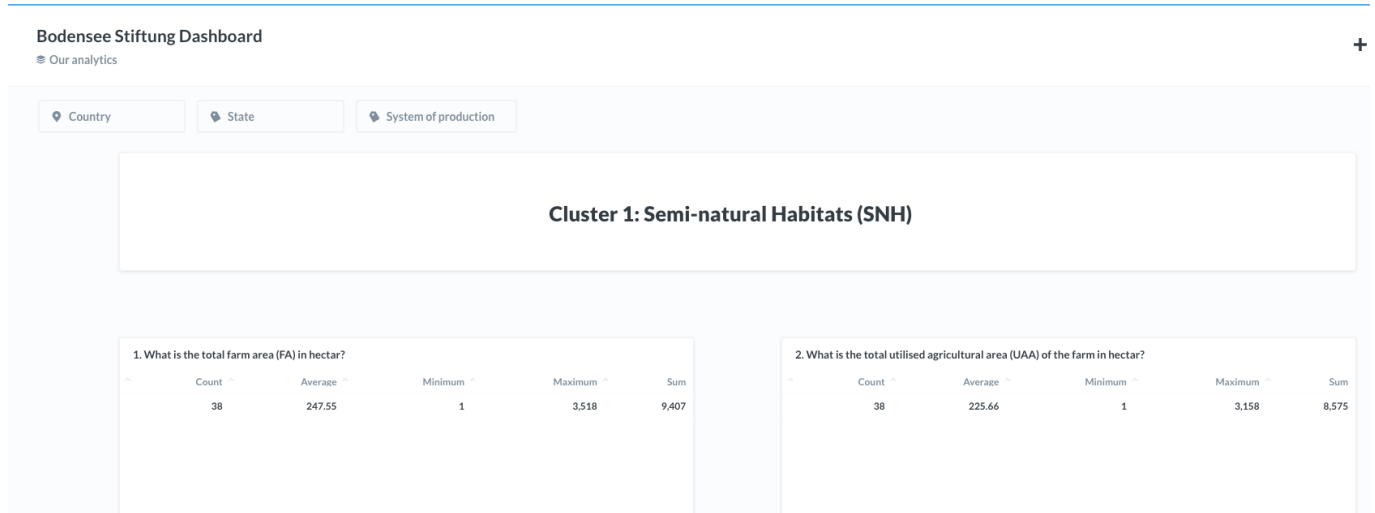 Bodensee Stiftung Dashboard
Our analytics
Country State System of production
Cluster 1: Semi-natural Habitats (SNH)
1. What is the total farm area (FA) in hectar?
Count Average Minimum Maximum Sum
38 247.55 1 3,518 9,407
2. What is the total utilised agricultural area (UAA) of the farm in hectar?
Count Average Minimum Maximum Sum
38 225.66 1 3,158 8,575